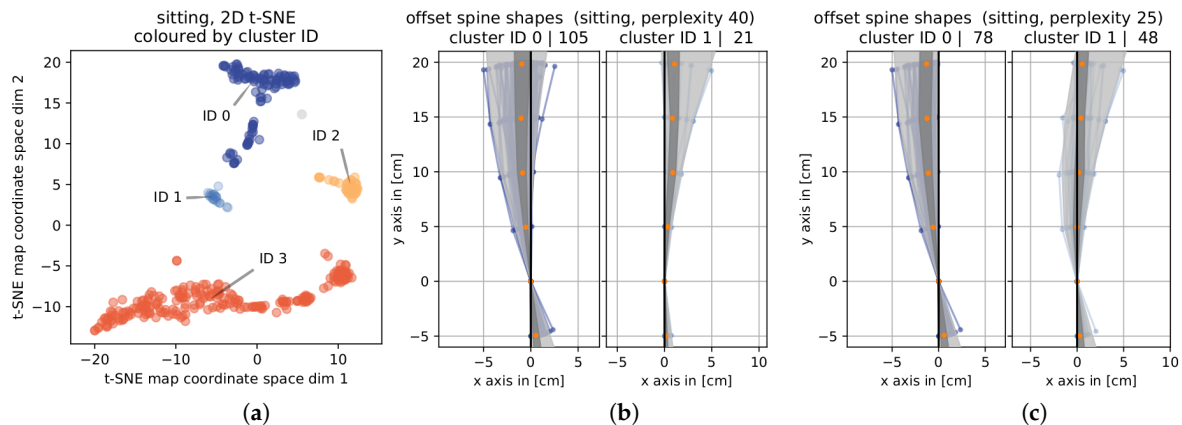 sitting, 2D t-SNE
coloured by cluster ID
t-SNE map coordinate space dim 2
20
15
10
5
0
−5
−10
ID 0
ID 2
ID 1
ID 3
−20
−10
0
10
t-SNE map coordinate space dim 1
(a)
offset spine shapes (sitting, perplexity 40)
cluster ID 0 | 105
cluster ID 1 | 21
y axis in [cm]
20
15
10
5
0
−5
−5
0
5
−5
0
5
10
x axis in [cm]
x axis in [cm]
(b)
offset spine shapes (sitting, perplexity 25)
cluster ID 0 | 78
cluster ID 1 | 48
y axis in [cm]
20
15
10
5
0
−5
−5
0
5
−5
0
5
10
x axis in [cm]
x axis in [cm]
(c)